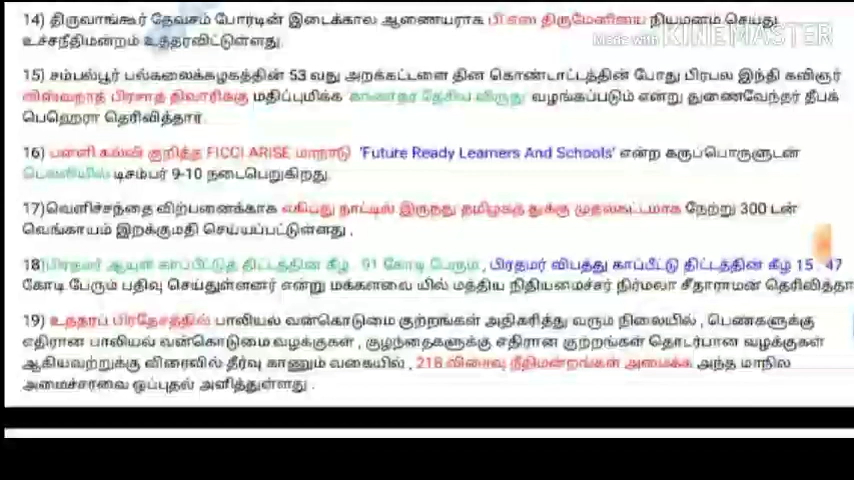 14) திருவாங்கூர் தேவசம் போர்டின் இடைக்கால ஆணையராக பி எஸ் திருமேனியை நியமனம் செய்து
Made with KINEMASTER
உச்சநீதிமன்றம் உத்தரவிட்டுள்ளது.
15) சம்பல்பூர் பல்கலைக்கழகத்தின் 53 வது அறக்கட்டளை தின கொண்டாட்டத்தின் போது பிரபல இந்தி கவிஞர்
விஸ்வநாத் பிரசாத் திவாரிக்கு மதிப்புமிக்க கங்காதர் தேசிய விருது வழங்கப்படும் என்று துணைவேந்தர் தீபக்
பெஹெரா தெரிவித்தார்.
16) பள்ளி கல்வி குறித்த FICCI ARISE மாநாடு 'Future Ready Learners And Schools' என்ற கருப்பொருளுடன்
டெல்லியில் டிசம்பர் 9-10 நடைபெறுகிறது.
17)வெளிச்சந்தை விற்பனைக்காக எகிப்து நாட்டில் இருந்து தமிழகத் துக்கு முதல்கட்டமாக நேற்று 300 டன்
வெங்காயம் இறக்குமதி செய்யப்பட்டுள்ளது .
18)பிரதமர் ஆயுள் காப்பீட்டுத் திட்டத்தின் கீழ் . 91 கோடி பேரும் , பிரதமர் விபத்து காப்பீட்டு திட்டத்தின் கீழ் 15 . 47
கோடி பேரும் பதிவு செய்துள்ளனர் என்று மக்களவை யில் மத்திய நிதியமைச்சர் நிர்மலா சீதாராமன் தெரிவித்தா
19) உத்தரப் பிரதேசத்தில் பாலியல் வன்கொடுமை குற்றங்கள் அதிகரித்து வரும் நிலையில் , பெண்களுக்கு
எதிரான பாலியல் வன்கொடுமை வழக்குகள் , குழந்தைகளுக்கு எதிரான குற்றங்கள் தொடர்பான வழக்குகள்
ஆகியவற்றுக்கு விரைவில் தீர்வு காணும் வகையில் , 218 விரைவு நீதிமன்றங்கள் அமைக்க அந்த மாநில
அமைச்சரவை ஒப்புதல் அளித்துள்ளது .